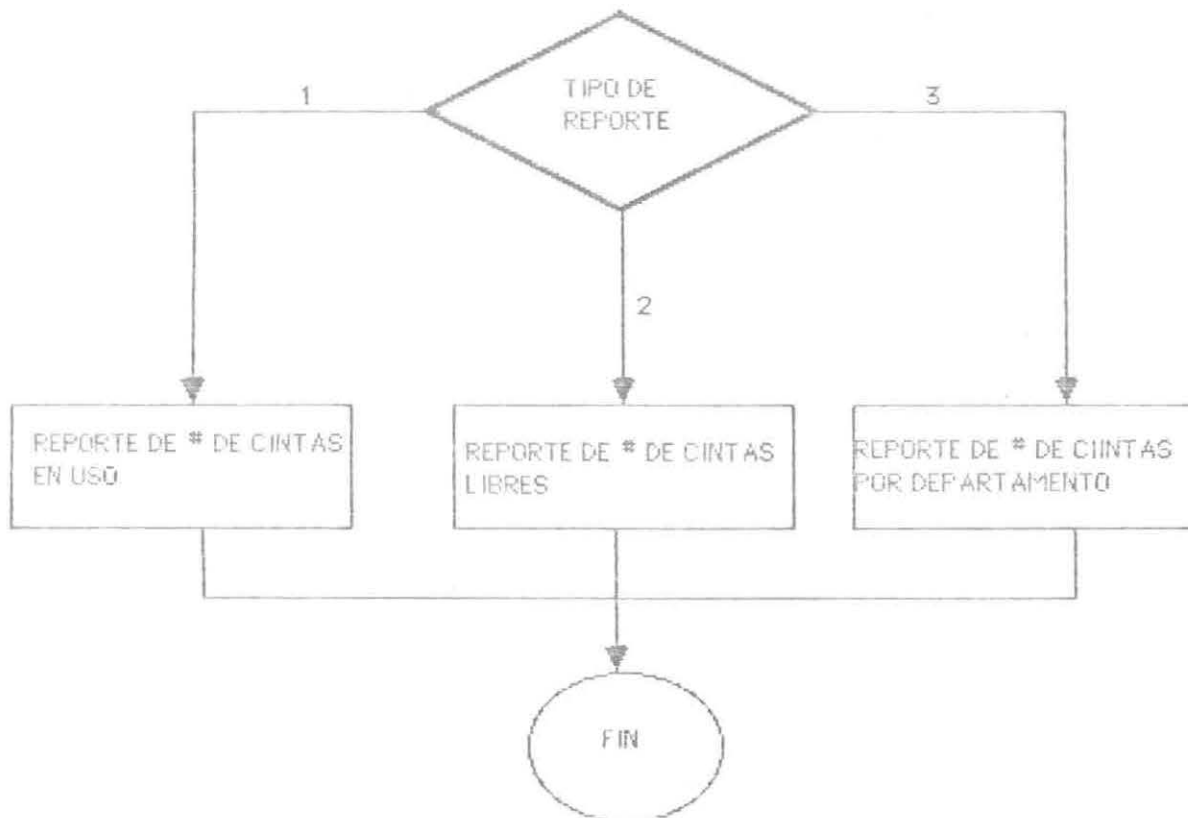 TIPO DE
REPORTE
1
3
2
REPORTE DE # DE CINTAS
EN USO
REPORTE DE # DE CINTAS
LIBRES
REPORTE DE # DE CIINTAS
POR DEPARTAMENTO
FIN